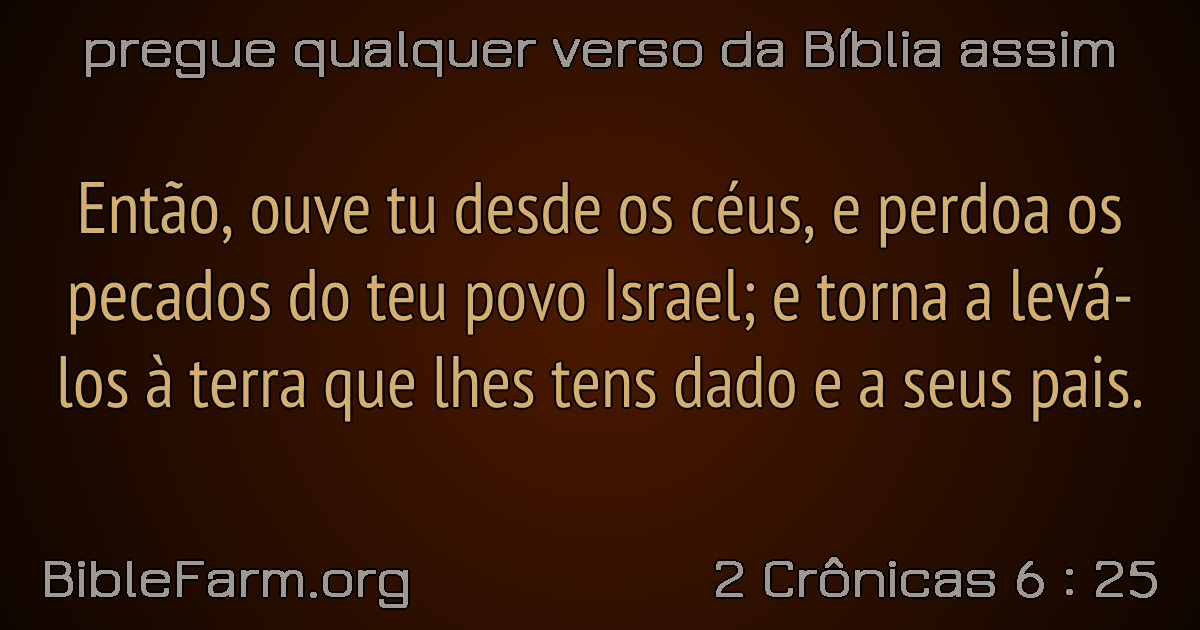 pregue qualquer verso da Bíblia assim
Então, ouve tu desde os céus, e perdoa os
pecados do teu povo Israel; e torna a levá-
los à terra que lhes tens dado e a seus pais.
BibleFarm.org
2 Crônicas 6 : 25